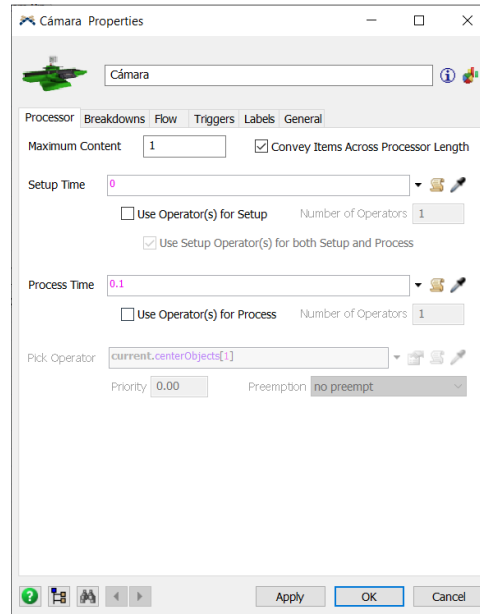 Cámara Properties
Cámara
Processor Breakdowns Flow Triggers Labels General
Maximum Content 1 Convey Items Across Processor Length
Setup Time 0
Use Operator(s) for Setup Number of Operators 1
Use Setup Operator(s) for both Setup and Process
Process Time 0.1
Use Operator(s) for Process Number of Operators 1
Pick Operator current.centerObjects[1]
Priority 0.00 Preemption no preempt
? Apply OK Cancel